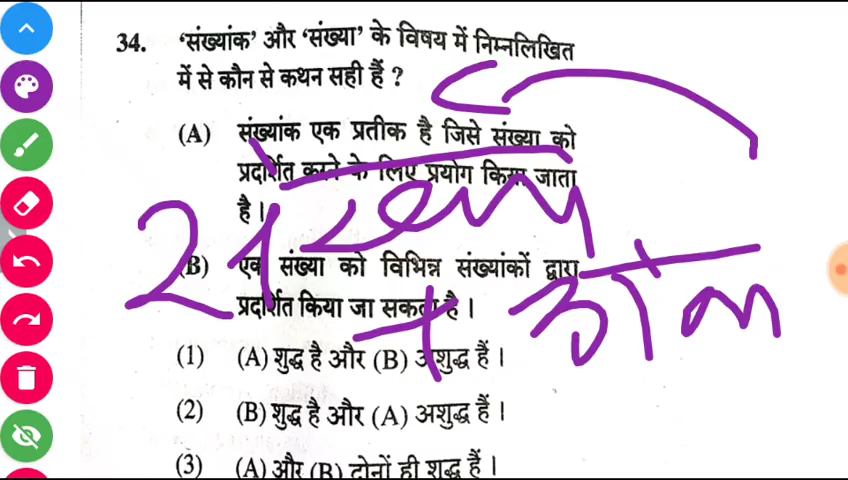 34. 'संख्यांक' और 'संख्या' के विषय में निम्नलिखित
में से कौन से कथन सही हैं ?
(A) संख्यांक एक प्रतीक है जिसे संख्या को
प्रदर्शित करने के लिए प्रयोग किया जाता
है।
(B) एक संख्या को विभिन्न संख्यांकों द्वारा
प्रदर्शित किया जा सकता है।
संख्या + अंक
(1) (A) शुद्ध है और (B) अशुद्ध हैं।
(2) (B) शुद्ध है और (A) अशुद्ध हैं।
(3) (A) और (B) दोनों ही शुद्ध हैं।